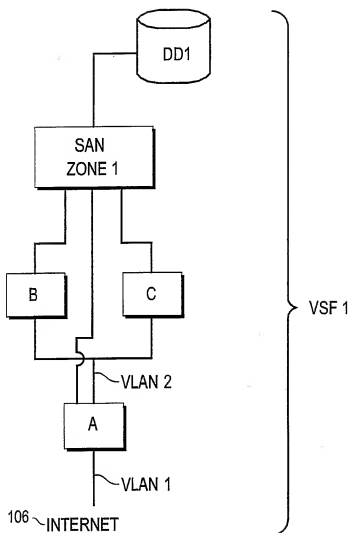 DD1
SAN
ZONE 1
B
C
VSF 1
VLAN 2
A
VLAN 1
106 INTERNET